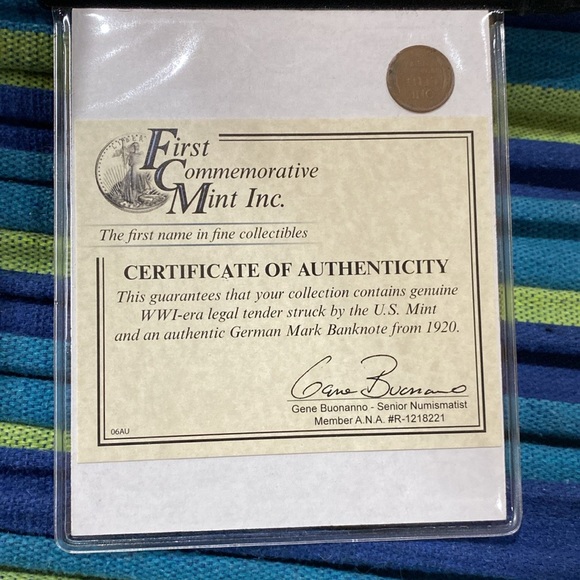 First
Commemorative
Mint Inc.
The first name in fine collectibles
CERTIFICATE OF AUTHENTICITY
This guarantees that your collection contains genuine
WWI-era legal tender struck by the U.S. Mint
and an authentic German Mark Banknote from 1920.
Gene Buonanno
Gene Buonanno - Senior Numismatist
Member A.N.A. #R-1218221
06AU